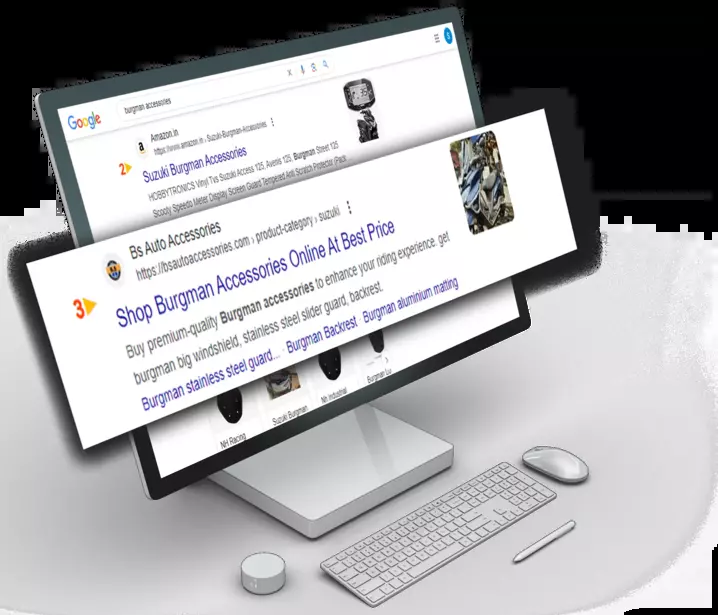 Google
burgman accessories
Amazon.in
https://www.amazon.in › Suzuki-Burgman-Accessories
2
Suzuki Burgman Accessories
HOBBYTRONICS Vinyl Tvs Suzuki Access 125, Avenis 125, Burgman Street 125
Scooty Speedo Meter Display Screen Guard Tempered Anti Scratch Protector (Pack
Bs Auto Accessories
https://bsautoaccessories.com › product-category › suzuki
3
Shop Burgman Accessories Online At Best Price
Buy premium-quality Burgman accessories to enhance your riding experience. get
burgman big windshield, stainless steel slider guard, backrest.
Burgman stainless steel guard... · Burgman Backrest · Burgman aluminium matting
NH Racing
Suzuki Burgman
Nh Industrial
Burgman Lu